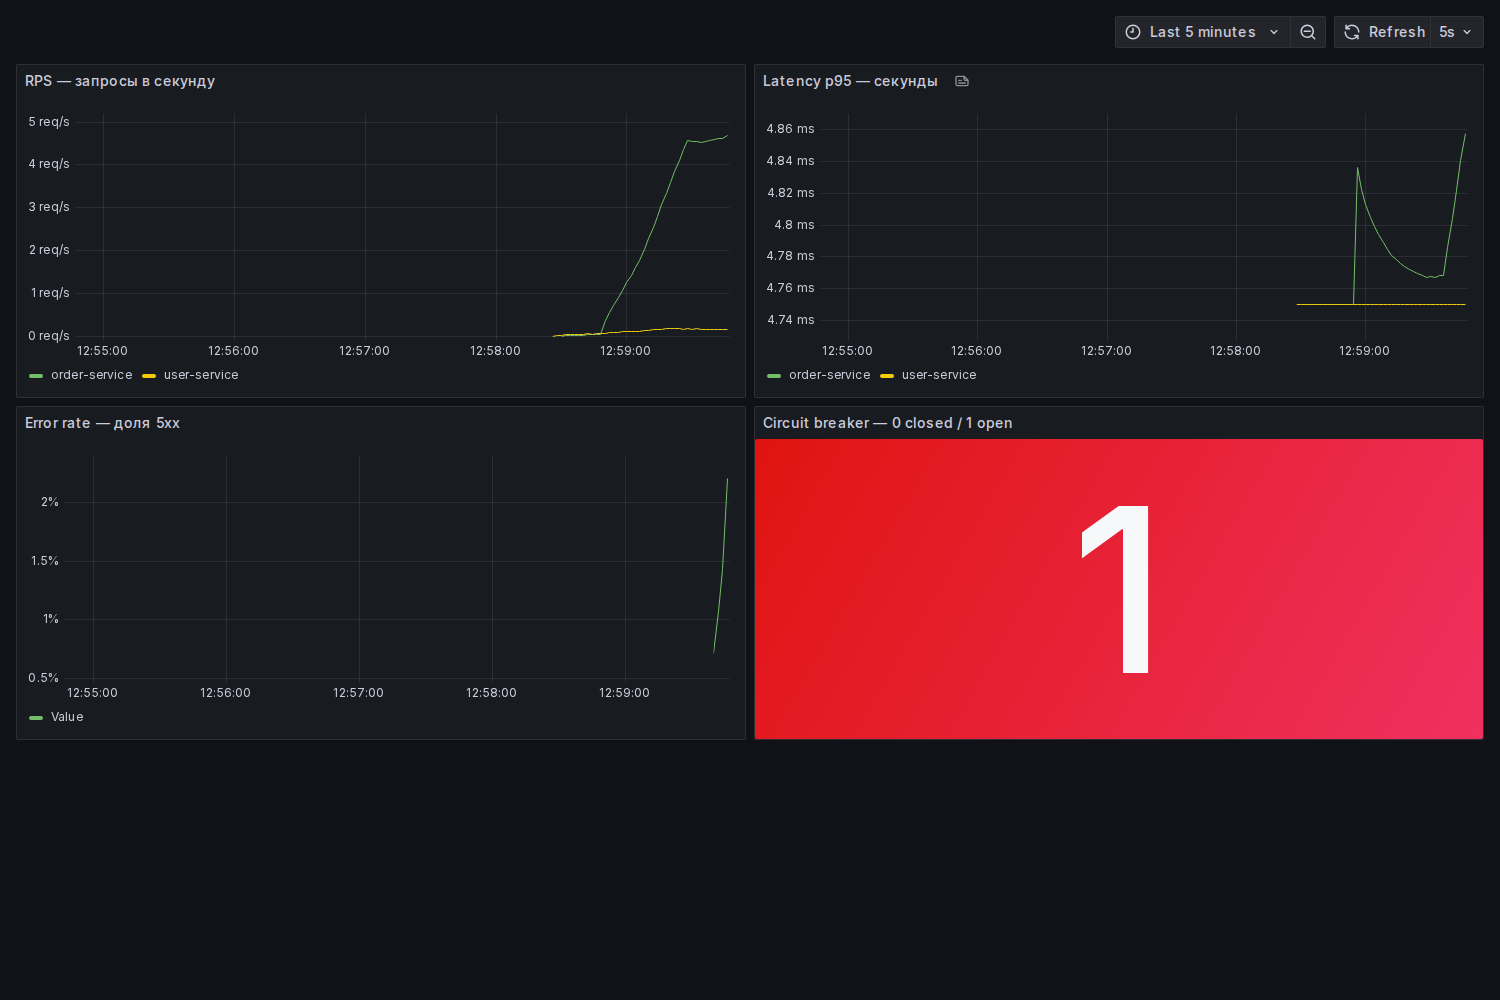 Last 5 minutes
Refresh 5s
RPS — запросы в секунду
5 req/s
4 req/s
3 req/s
2 req/s
1 req/s
0 req/s
12:55:00 12:56:00 12:57:00 12:58:00 12:59:00
order-service user-service
Latency p95 — секунды
4.86 ms
4.84 ms
4.82 ms
4.8 ms
4.78 ms
4.76 ms
4.74 ms
12:55:00 12:56:00 12:57:00 12:58:00 12:59:00
order-service user-service
Error rate — доля 5xx
2%
1.5%
1%
0.5%
12:55:00 12:56:00 12:57:00 12:58:00 12:59:00
Value
Circuit breaker — 0 closed / 1 open
1